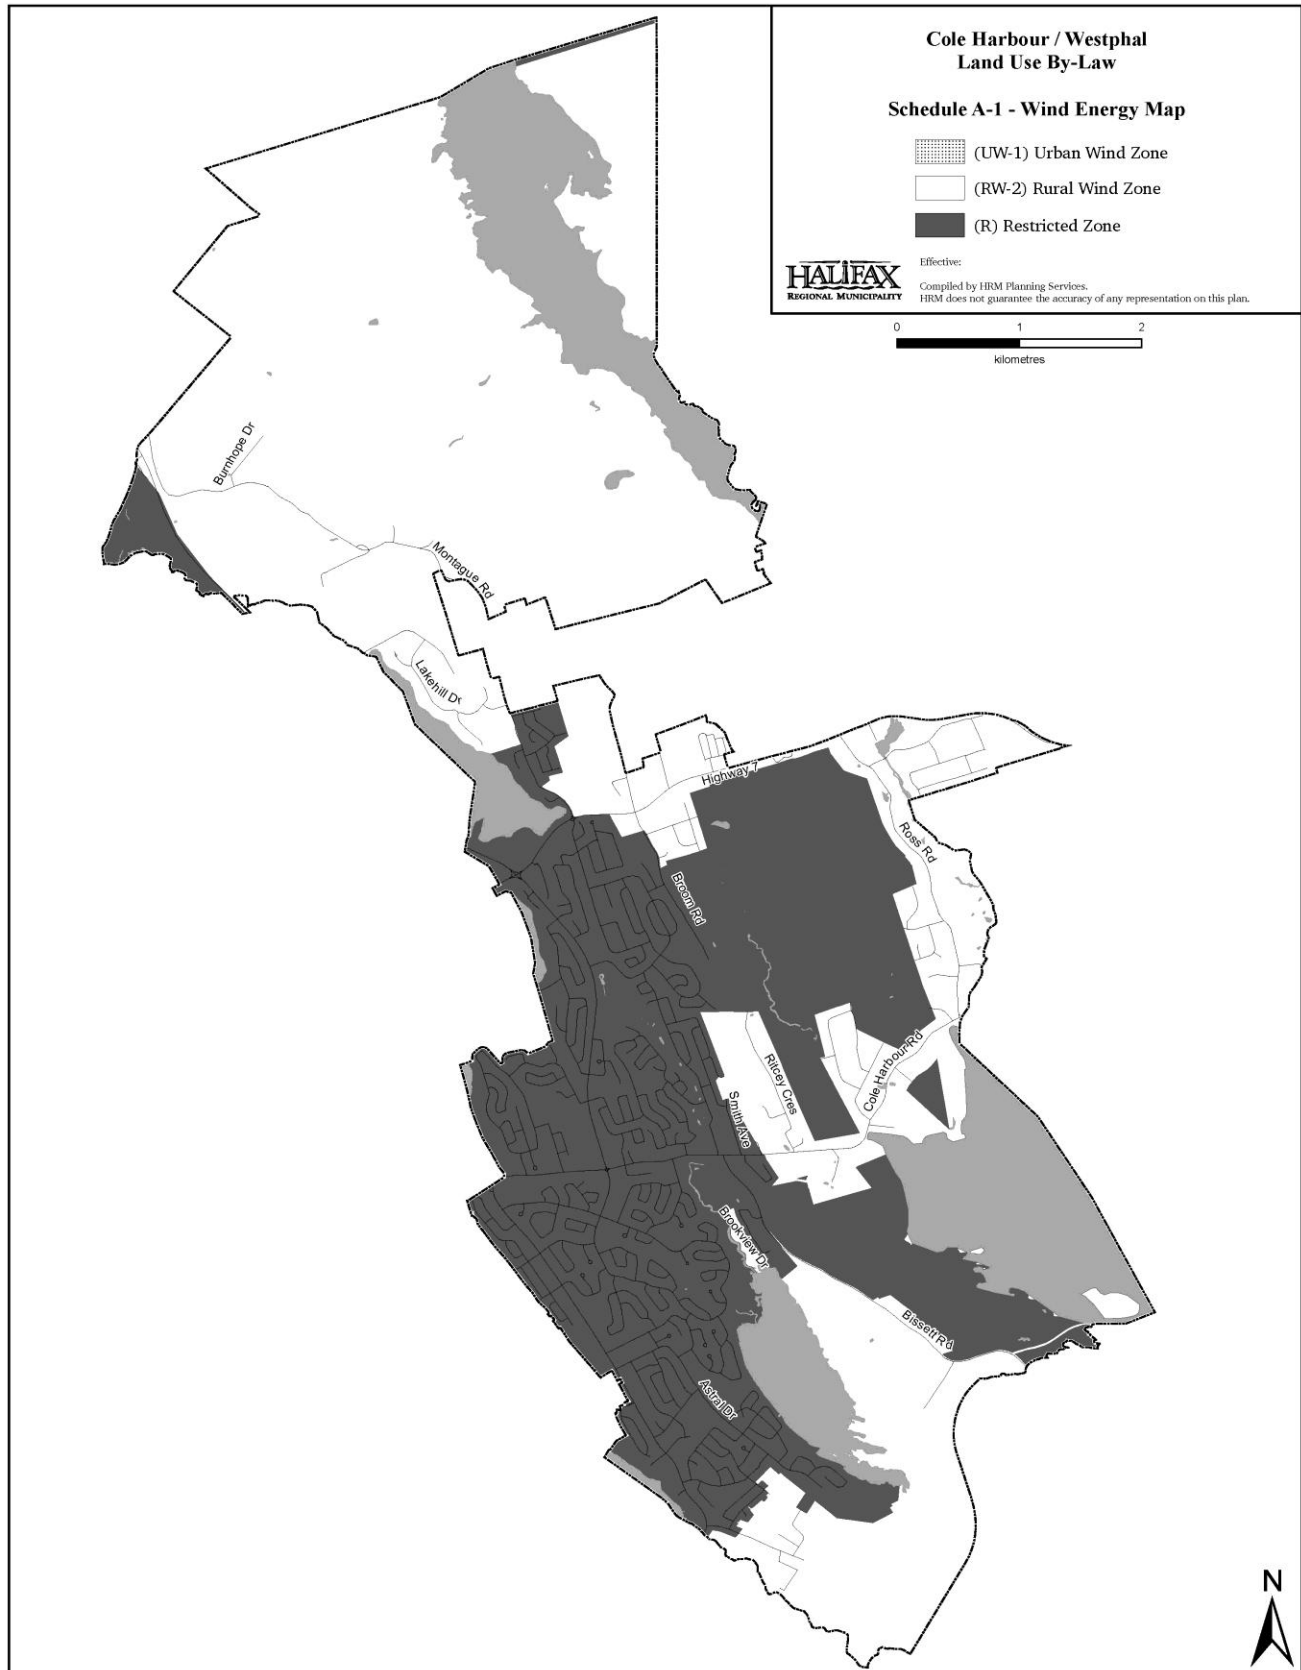 Cole Harbour / Westphal
Land Use By-Law
Schedule A-1 - Wind Energy Map
(UW-1) Urban Wind Zone
(RW-2) Rural Wind Zone
(R) Restricted Zone
HALIFAX
REGIONAL MUNICIPALITY
Effective:
Compiled by HRM Planning Services.
HRM does not guarantee the accuracy of any representation on this plan.
0 1 2
kilometres
Burnhope Dr
Montague Rd
Lakehill Dr
Highway 7
Ross Rd
Broom Rd
Ritcey Cres
Cole Harbour Rd
Smith Ave
Brookview Dr
Bissett Rd
Astral Dr
N